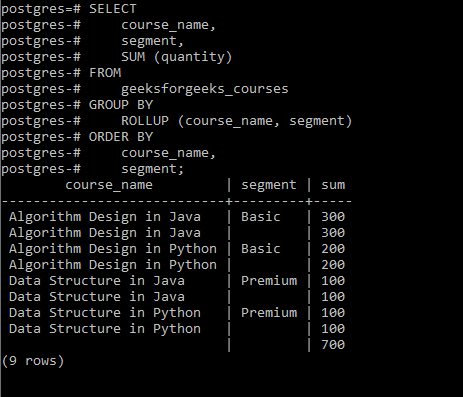 postgres=# SELECT
postgres-#     course_name,
postgres-#     segment,
postgres-#     SUM (quantity)
postgres-# FROM
postgres-#     geeksforgeeks_courses
postgres-# GROUP BY
postgres-#     ROLLUP (course_name, segment)
postgres-# ORDER BY
postgres-#     course_name,
postgres-#     segment;
        course_name         | segment | sum
----------------------------+---------+-----
 Algorithm Design in Java   | Basic   | 300
 Algorithm Design in Java   |         | 300
 Algorithm Design in Python | Basic   | 200
 Algorithm Design in Python |         | 200
 Data Structure in Java     | Premium | 100
 Data Structure in Java     |         | 100
 Data Structure in Python   | Premium | 100
 Data Structure in Python   |         | 100
                            |         | 700
(9 rows)